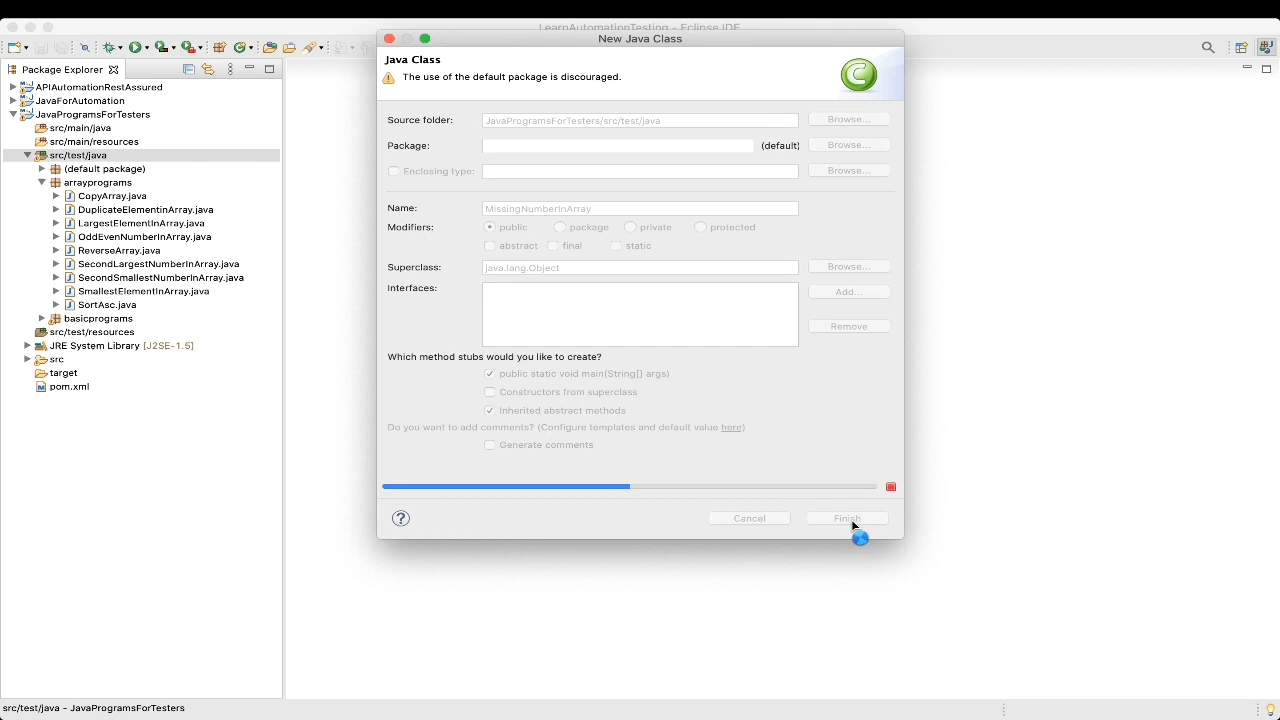 LearnAutomationTesting – Eclipse IDE
New Java Class
Package Explorer
APIAutomationRestAssured
JavaForAutomation
JavaProgramsForTesters
src/main/java
src/main/resources
src/test/java
(default package)
arrayprograms
CopyArray.java
DuplicateElementinArray.java
LargestElementInArray.java
OddEvenNumberInArray.java
ReverseArray.java
SecondLargestNumberInArray.java
SecondSmallestNumberInArray.java
SmallestElementInArray.java
SortAsc.java
basicprograms
src/test/resources
JRE System Library [J2SE-1.5]
src
target
pom.xml
Java Class
The use of the default package is discouraged.
Source folder: JavaProgramsForTesters/src/test/java Browse...
Package: (default) Browse...
Enclosing type: Browse...
Name: MissingNumberInArray
Modifiers: public package private protected
abstract final static
Superclass: java.lang.Object Browse...
Interfaces: Add...
Remove
Which method stubs would you like to create?
public static void main(String[] args)
Constructors from superclass
Inherited abstract methods
Do you want to add comments? (Configure templates and default value here)
Generate comments
? Cancel Finish
src/test/java - JavaProgramsForTesters